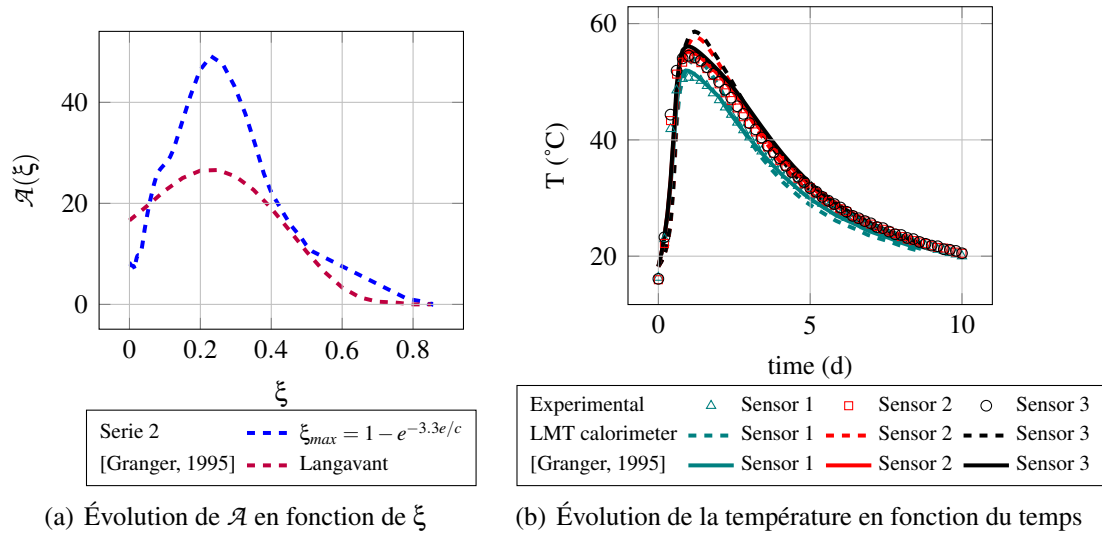 40
20
0
0
0.2
0.4
0.6
0.8
𝒜(ξ)
ξ
Serie 2 ξmax = 1 − e^−3.3e/c
[Granger, 1995] Langavant
(a) Évolution de 𝒜 en fonction de ξ
60
40
20
0
5
10
T (°C)
time (d)
Experimental Sensor 1 Sensor 2 Sensor 3
LMT calorimeter Sensor 1 Sensor 2 Sensor 3
[Granger, 1995] Sensor 1 Sensor 2 Sensor 3
(b) Évolution de la température en fonction du temps